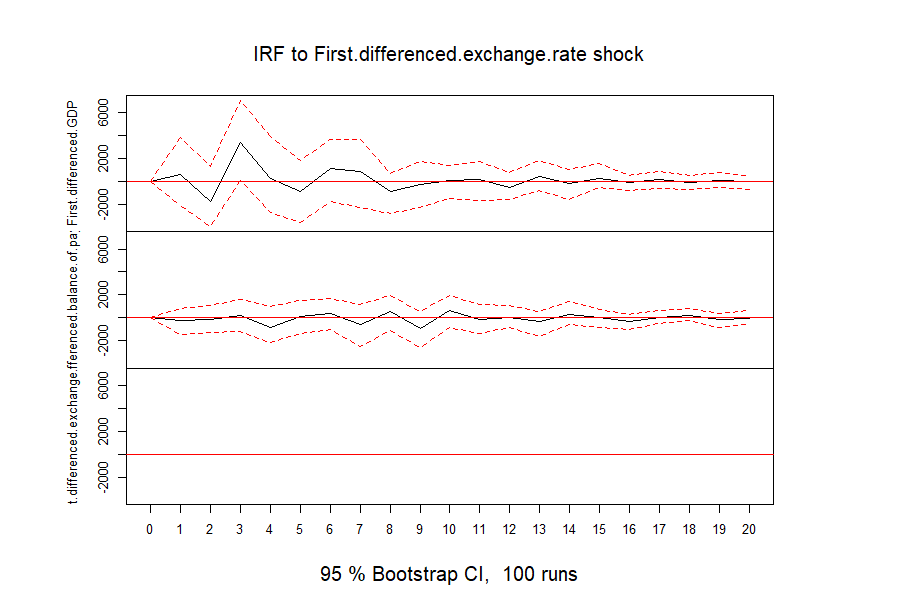 IRF to First.differenced.exchange.rate shock
First.differenced.GDP
6000
2000
-2000
fferenced.balance.of.pa
6000
2000
-2000
t.differenced.exchange.
6000
2000
-2000
0 1 2 3 4 5 6 7 8 9 10 11 12 13 14 15 16 17 18 19 20
95 % Bootstrap CI, 100 runs